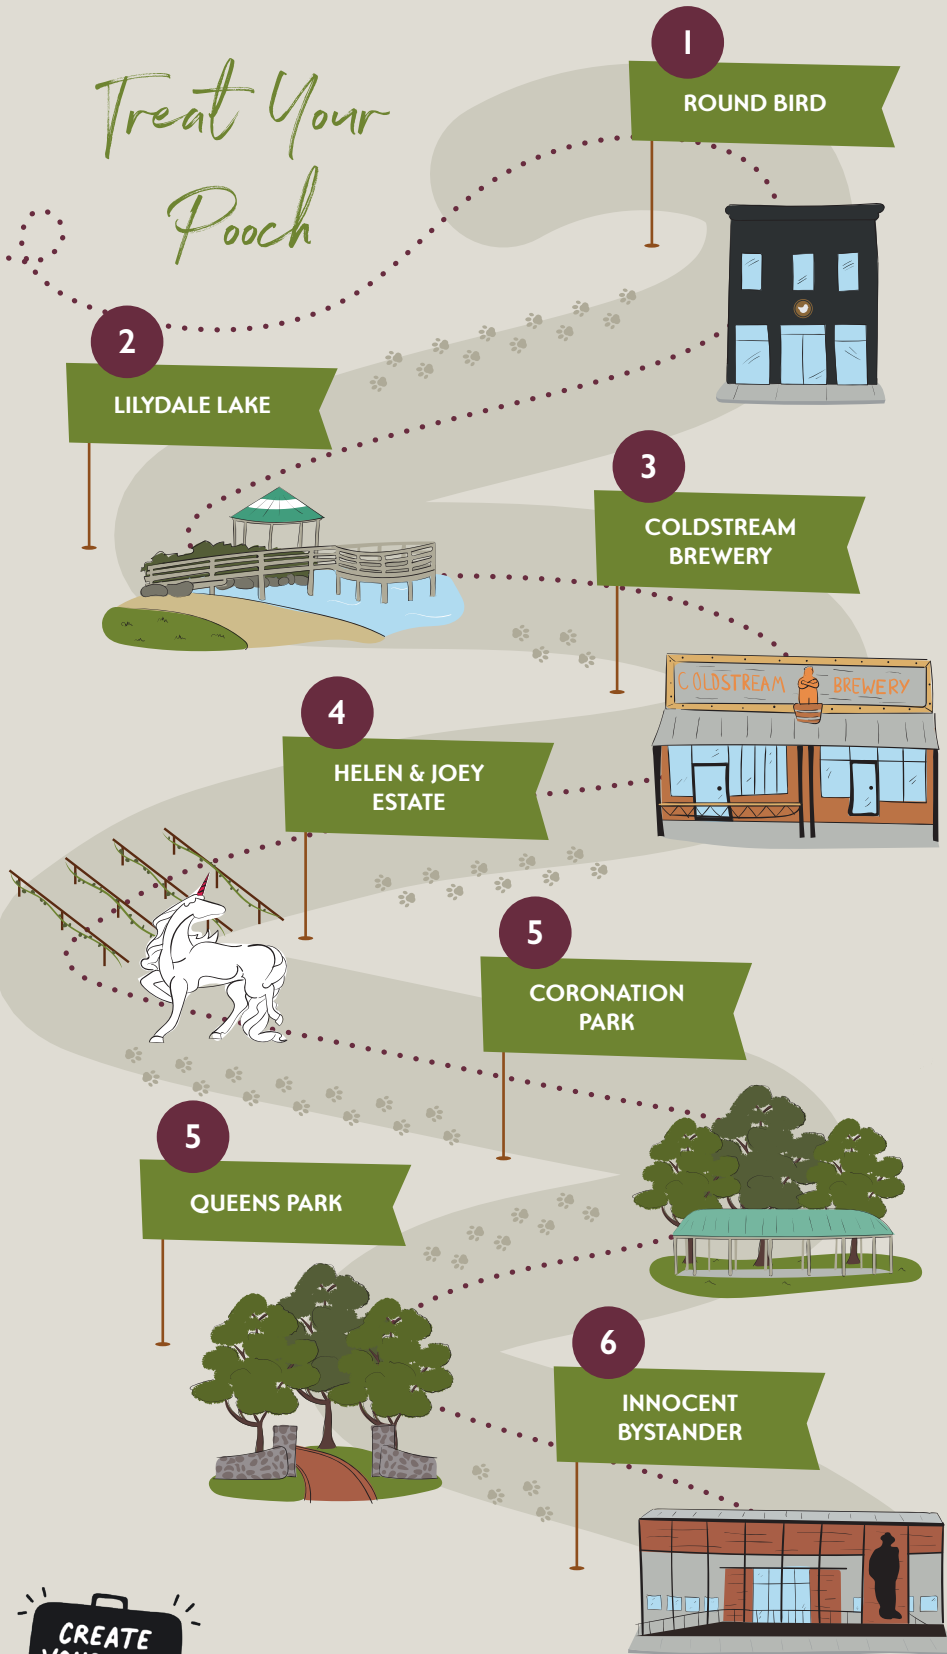 Treat Your
Pooch
1
ROUND BIRD
2
LILYDALE LAKE
3
COLDSTREAM
BREWERY
COLDSTREAM BREWERY
4
HELEN & JOEY
ESTATE
5
CORONATION
PARK
5
QUEENS PARK
6
INNOCENT
BYSTANDER
CREATE